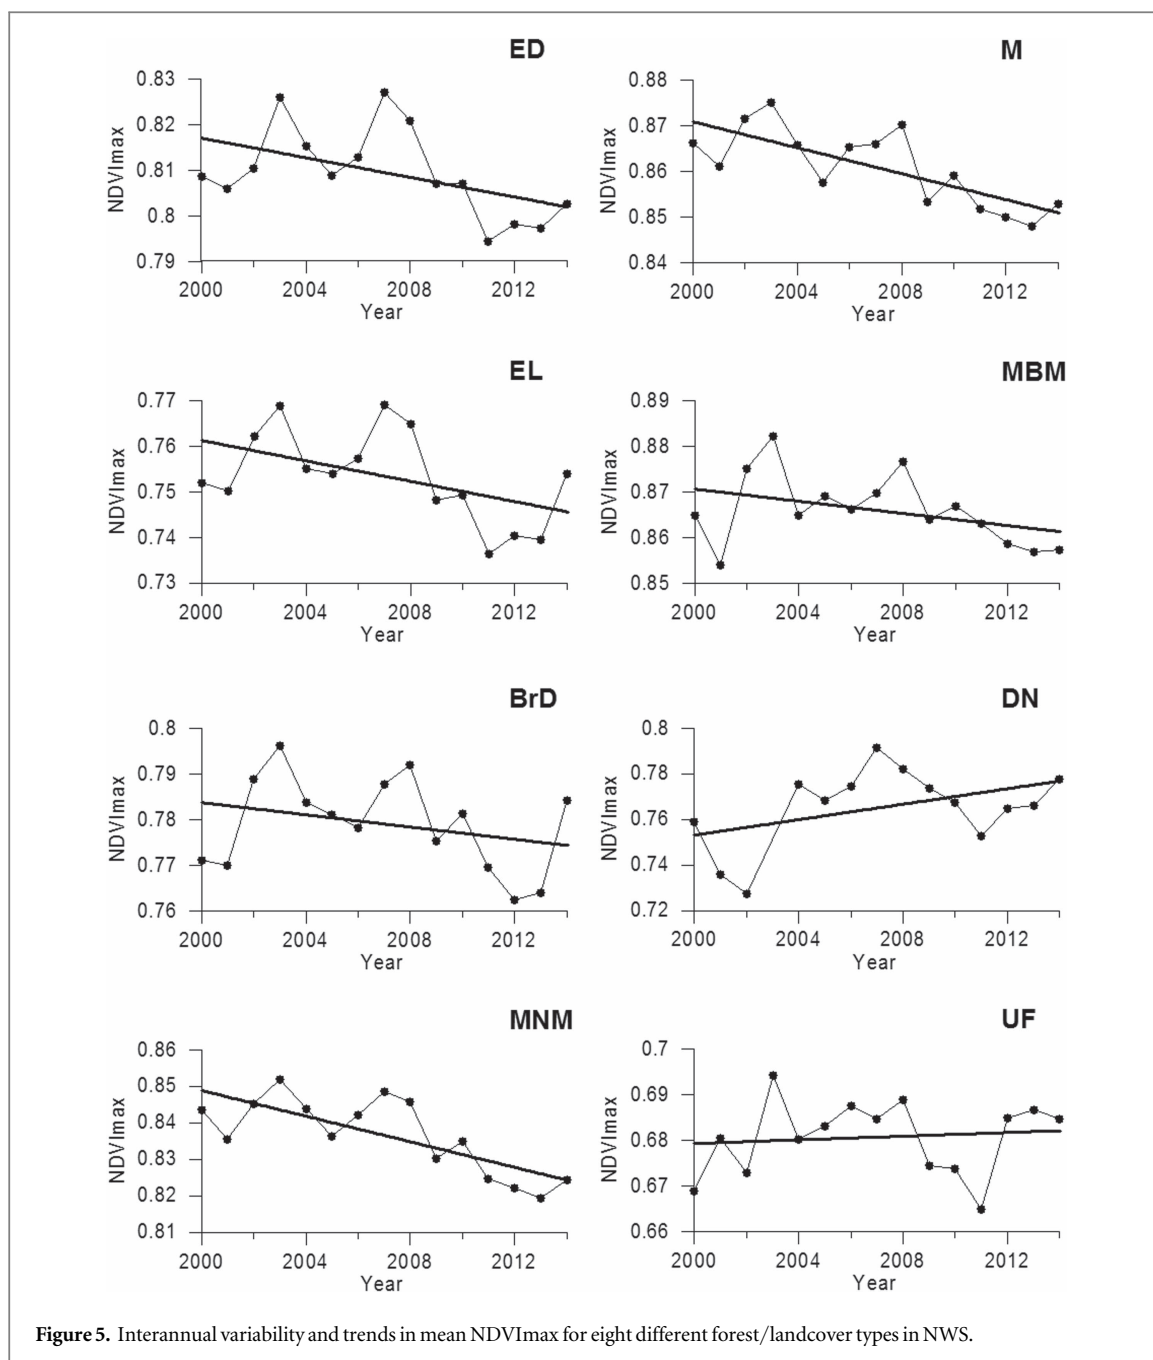 ED
0.83
0.82
0.81
0.8
0.79
NDVImax
2000 2004 2008 2012
Year
M
0.88
0.87
0.86
0.85
0.84
NDVImax
2000 2004 2008 2012
Year
EL
0.77
0.76
0.75
0.74
0.73
NDVImax
2000 2004 2008 2012
Year
MBM
0.89
0.88
0.87
0.86
0.85
NDVImax
2000 2004 2008 2012
Year
BrD
0.8
0.79
0.78
0.77
0.76
NDVImax
2000 2004 2008 2012
Year
DN
0.8
0.78
0.76
0.74
0.72
NDVImax
2000 2004 2008 2012
Year
MNM
0.86
0.85
0.84
0.83
0.82
0.81
NDVImax
2000 2004 2008 2012
Year
UF
0.7
0.69
0.68
0.67
0.66
NDVImax
2000 2004 2008 2012
Year
Figure 5. Interannual variability and trends in mean NDVImax for eight different forest/landcover types in NWS.